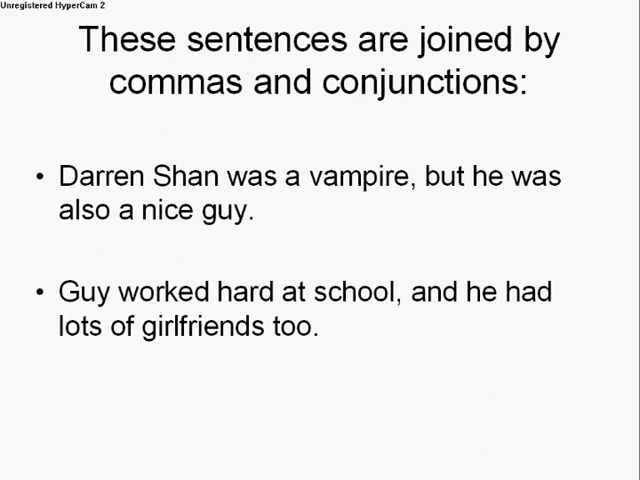 Unregistered HyperCam 2
These sentences are joined by
commas and conjunctions:
• Darren Shan was a vampire, but he was
also a nice guy.
• Guy worked hard at school, and he had
lots of girlfriends too.